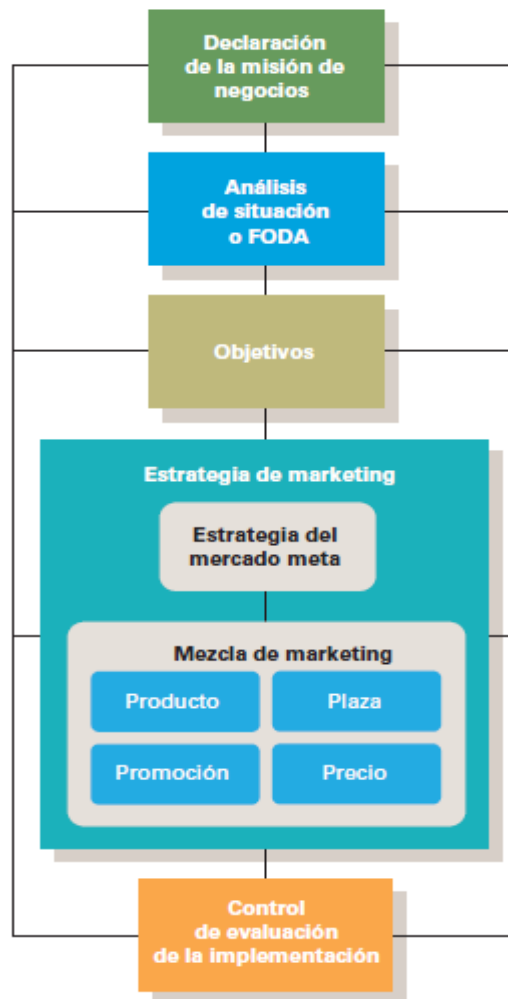 Declaración
de la misión de
negocios
Análisis
de situación
o FODA
Objetivos
Estrategia de marketing
Estrategia del
mercado meta
Mezcla de marketing
Producto
Plaza
Promoción
Precio
Control
de evaluación
de la implementación